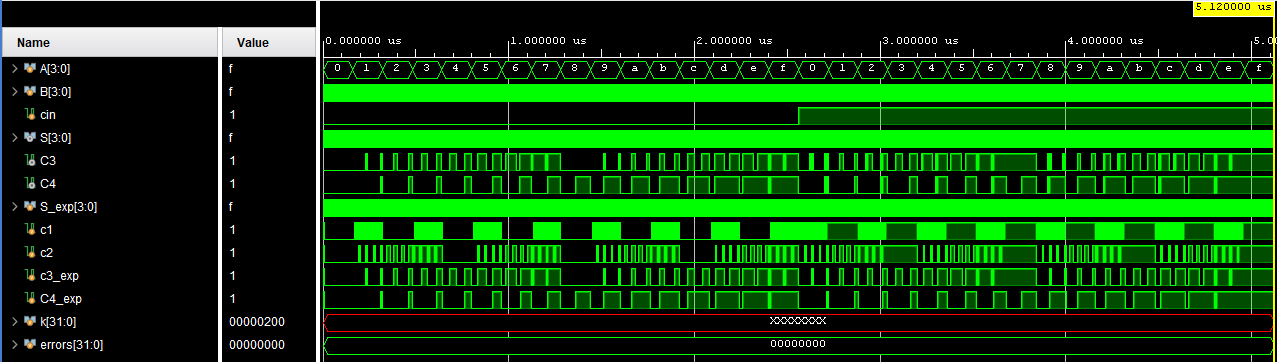 5.120000 us
Name Value
0.000000 us 1.000000 us 2.000000 us 3.000000 us 4.000000 us 5.0
A[3:0] f 0 1 2 3 4 5 6 7 8 9 a b c d e f 0 1 2 3 4 5 6 7 8 9 a b c d e f
B[3:0] f
cin 1
S[3:0] f
C3 1
C4 1
S_exp[3:0] f
c1 1
c2 1
c3_exp 1
C4_exp 1
k[31:0] 00000200 XXXXXXXX
errors[31:0] 00000000 00000000